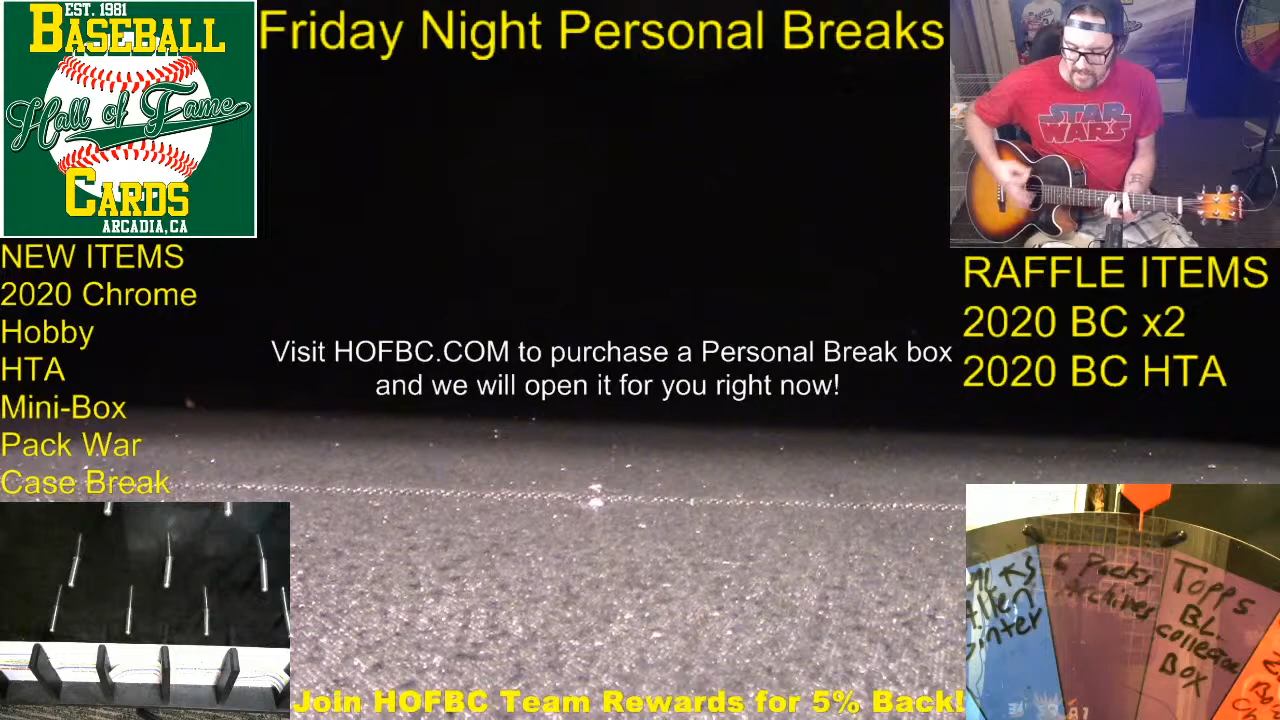 EST. 1981
BASEBALL
Hall of Fame
CARDS
ARCADIA, CA
Friday Night Personal Breaks
STAR
WARS
NEW ITEMS
2020 Chrome
Hobby
HTA
Mini-Box
Pack War
Case Break
Visit HOFBC.COM to purchase a Personal Break box
and we will open it for you right now!
RAFFLE ITEMS
2020 BC x2
2020 BC HTA
6 Packs
Archives
Topps
BL.
collection
BOX
Join HOFBC Team Rewards for 5% Back!